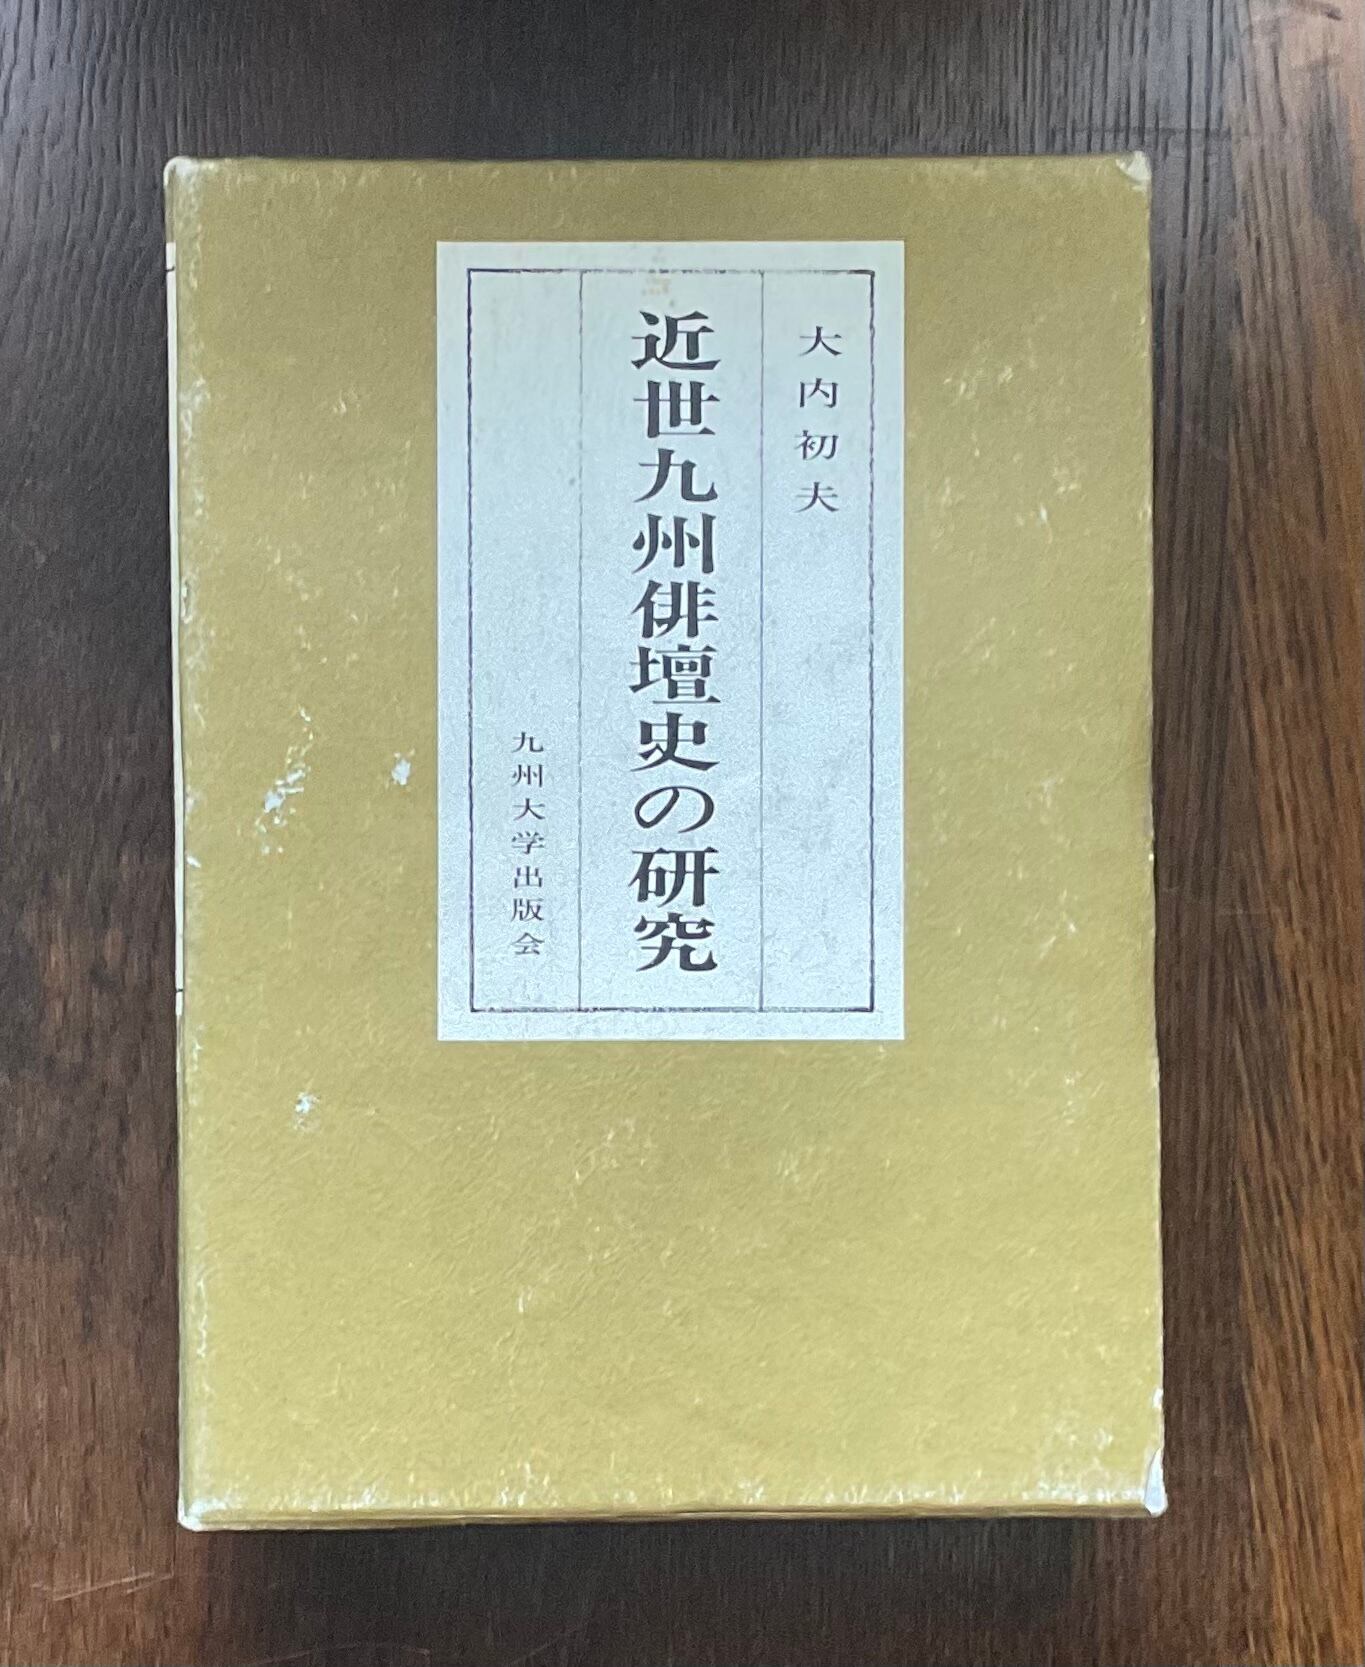 大内初夫
近世九州俳壇史の研究
九州大学出版会